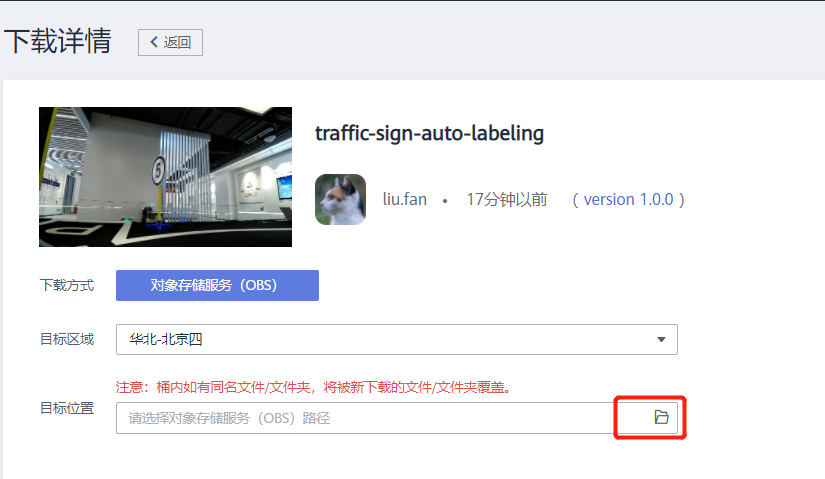 下载详情
返回
traffic-sign-auto-labeling
5
liu.fan • 17分钟以前 ( version 1.0.0 )
下载方式 对象存储服务（OBS）
目标区域 华北-北京四
注意：桶内如有同名文件/文件夹，将被新下载的文件/文件夹覆盖。
目标位置 请选择对象存储服务（OBS）路径